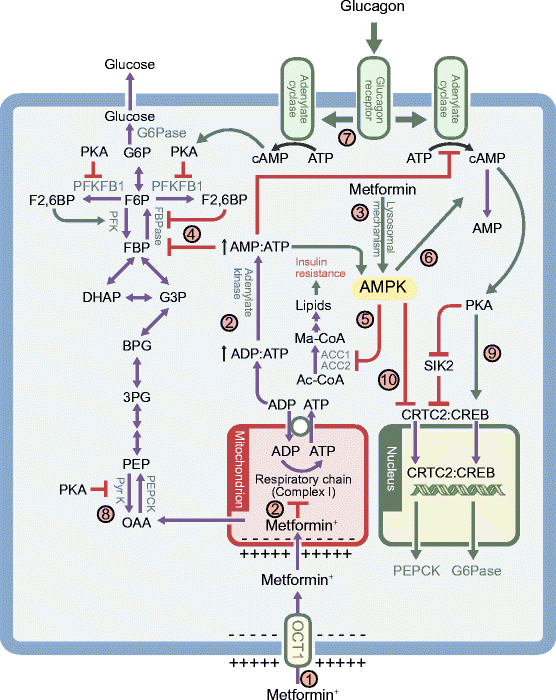 Glucagon
Glucose
Adenylate
cyclase
Glucagon
receptor
Adenylate
cyclase
Glucose
G6Pase
7
PKA
G6P
PKA
cAMP
ATP
ATP
cAMP
PFKFB1
PFKFB1
F2,6BP
F6P
F2,6BP
Metformin
3
Lysosomal
mechanism
PFK
FBPase
4
AMP
FBP
AMP:ATP
6
Insulin
resistance
AMPK
DHAP
G3P
Adenylate
kinase
Lipids
PKA
2
5
Ma-CoA
BPG
ADP:ATP
ACC1
ACC2
9
SIK2
Ac-CoA
10
3PG
ADP
ATP
CRTC2:CREB
Mitochondrion
ADP
ATP
Nucleus
PEP
CRTC2:CREB
Respiratory chain
(Complex I)
PKA
Pyr K
PEPCK
2
8
OAA
Metformin+
+++++ +++++
PEPCK
G6Pase
Metformin+
OCT1
----- -----
+++++ +++++
1
Metformin+